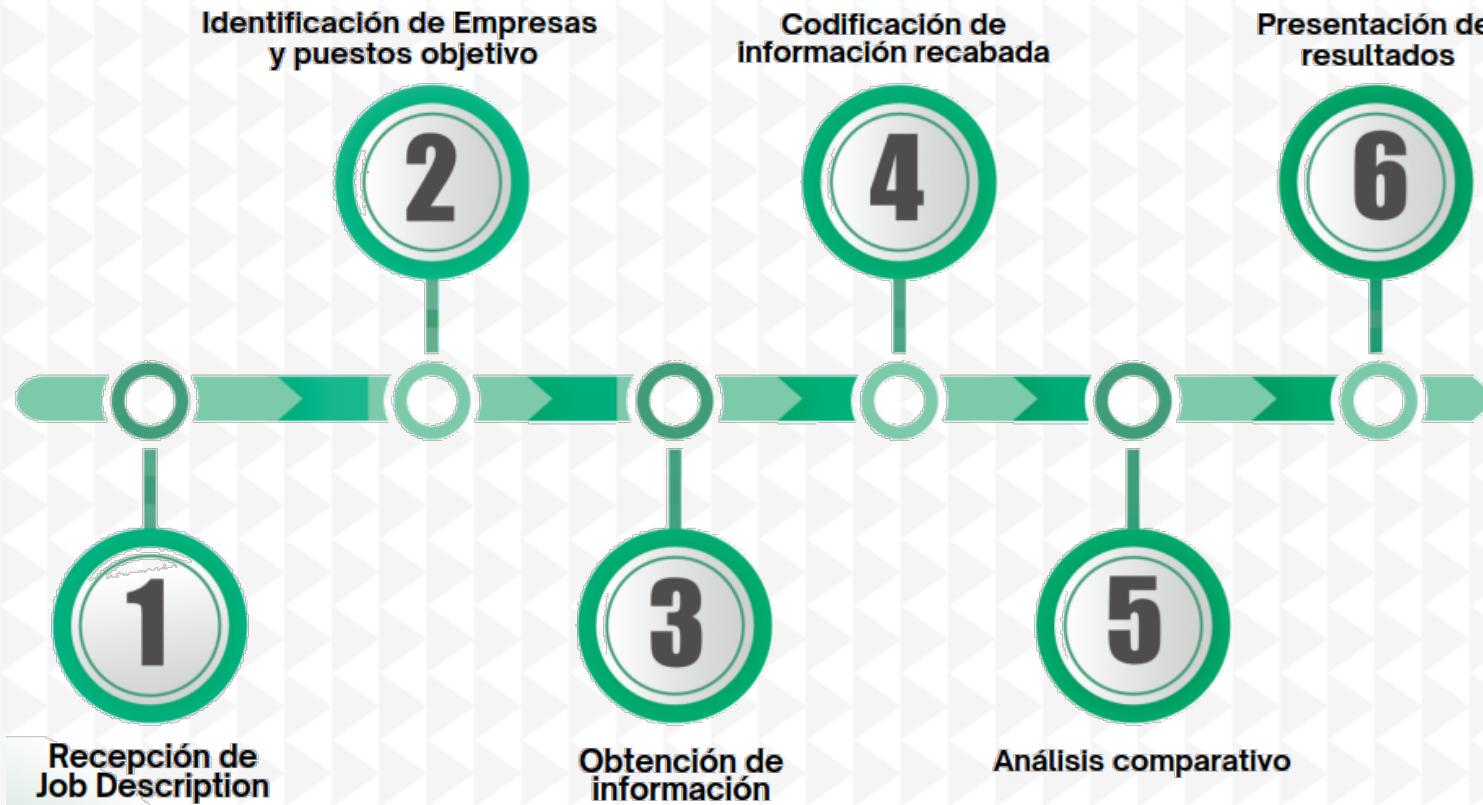 Identificación de Empresas
y puestos objetivo
Codificación de
información recabada
Presentación de
resultados
2
4
6
1
3
5
Recepción de
Job Description
Obtención de
información
Análisis comparativo